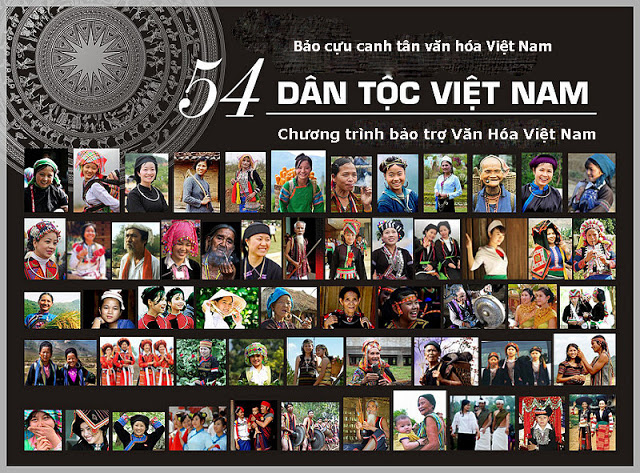 Bảo cựu canh tân văn hóa Việt Nam
54 DÂN TỘC VIỆT NAM
Chương trình bảo trợ Văn Hóa Việt Nam